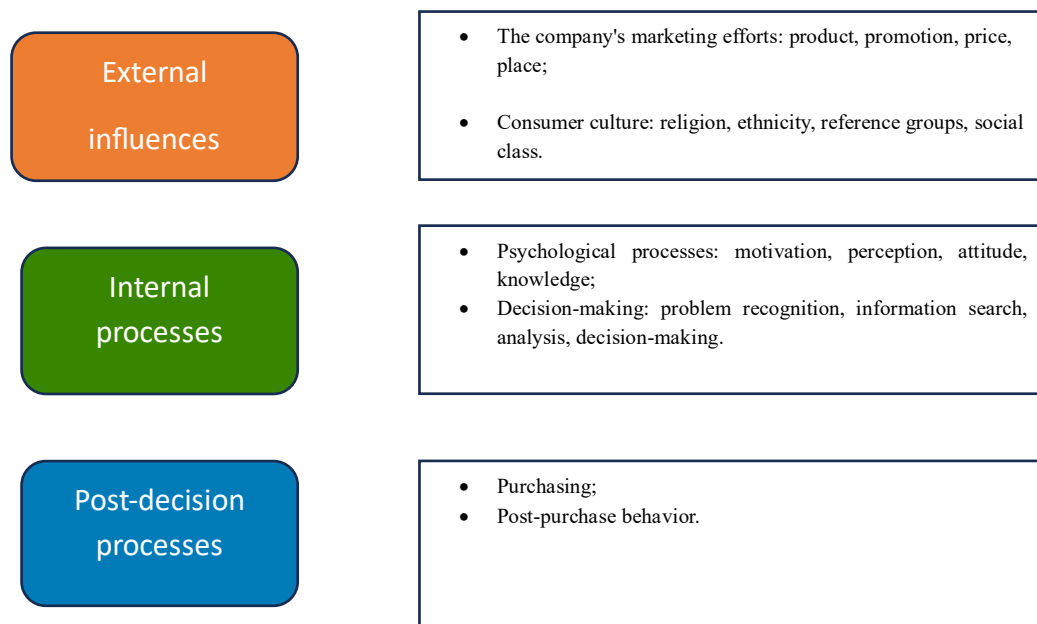 External
influences
• The company's marketing efforts: product, promotion, price,
place;
• Consumer culture: religion, ethnicity, reference groups, social
class.
Internal
processes
• Psychological processes: motivation, perception, attitude,
knowledge;
• Decision-making: problem recognition, information search,
analysis, decision-making.
Post-decision
processes
• Purchasing;
• Post-purchase behavior.